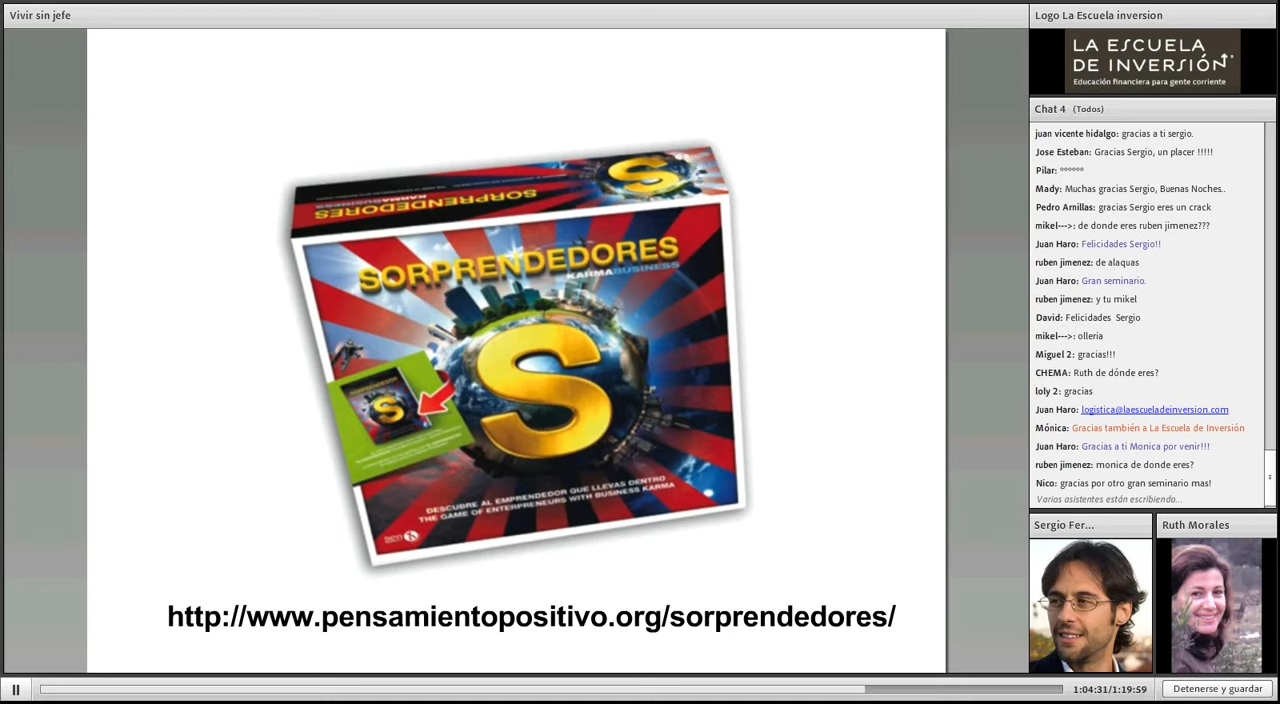 Vivir sin jefe
SORPRENDEDORES
KARMABUSINESS
SORPRENDEDORES
KARMABUSINESS
S
DESCUBRE AL EMPRENDEDOR QUE LLEVAS DENTRO
THE GAME OF ENTERPRENEURS WITH BUSINESS KARMA
http://www.pensamientopositivo.org/sorprendedores/
Logo La Escuela inversion
LA ESCUELA
DE INVERSIÓN
Educación financiera para gente corriente
Chat 4 (Todos)
juan vicente hidalgo: gracias a ti sergio.
Jose Esteban: Gracias Sergio, un placer !!!!!
Pilar: ºººººº
Mady: Muchas gracias Sergio, Buenas Noches..
Pedro Arnillas: gracias Sergio eres un crack
mikel--->: de donde eres ruben jimenez???
Juan Haro: Felicidades Sergio!!
ruben jimenez: de alaquas
Juan Haro: Gran seminario.
ruben jimenez: y tu mikel
David: Felicidades Sergio
mikel--->: olleria
Miguel 2: gracias!!!
CHEMA: Ruth de dónde eres?
loly 2: gracias
Juan Haro: logistica@laescueladeinversion.com
Mónica: Gracias también a La Escuela de Inversión
Juan Haro: Gracias a ti Monica por venir!!!
ruben jimenez: monica de donde eres?
Nico: gracias por otro gran seminario mas!
Varios asistentes están escribiendo...
Sergio Fer...
Ruth Morales
1:04:31/1:19:59
Detenerse y guardar